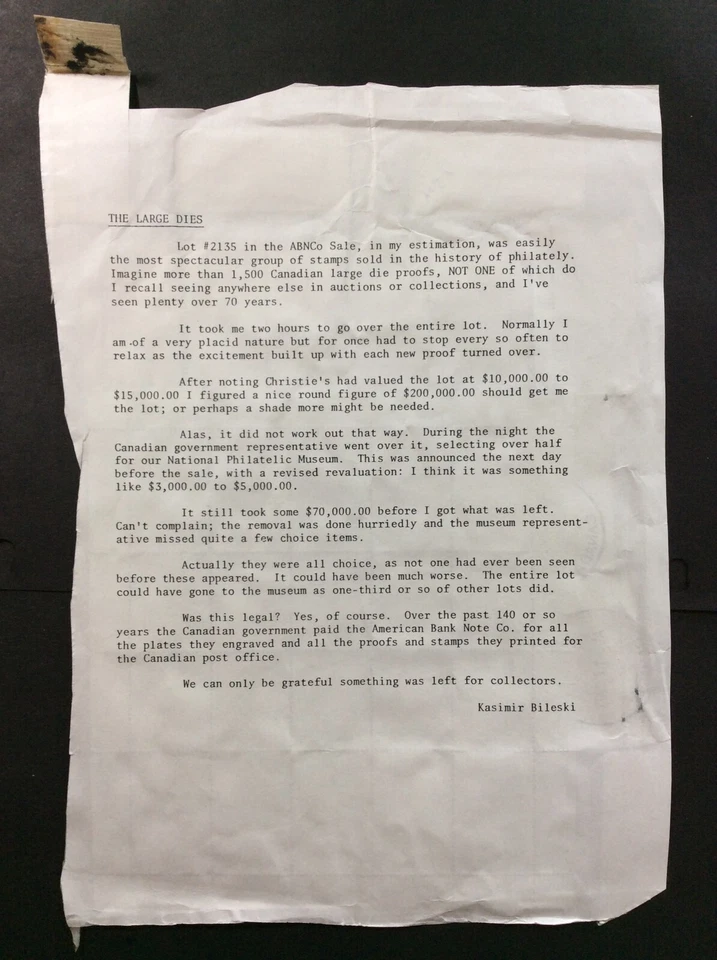 THE LARGE DIES
Lot #2135 in the ABNCo Sale, in my estimation, was easily
the most spectacular group of stamps sold in the history of philately.
Imagine more than 1,500 Canadian large die proofs, NOT ONE of which do
I recall seeing anywhere else in auctions or collections, and I've
seen plenty over 70 years.
It took me two hours to go over the entire lot. Normally I
am of a very placid nature but for once had to stop every so often to
relax as the excitement built up with each new proof turned over.
After noting Christie's had valued the lot at $10,000.00 to
$15,000.00 I figured a nice round figure of $200,000.00 should get me
the lot; or perhaps a shade more might be needed.
Alas, it did not work out that way. During the night the
Canadian government representative went over it, selecting over half
for our National Philatelic Museum. This was announced the next day
before the sale, with a revised revaluation: I think it was something
like $3,000.00 to $5,000.00.
It still took some $70,000.00 before I got what was left.
Can't complain; the removal was done hurriedly and the museum represent-
ative missed quite a few choice items.
Actually they were all choice, as not one had ever been seen
before these appeared. It could have been much worse. The entire lot
could have gone to the museum as one-third or so of other lots did.
Was this legal? Yes, of course. Over the past 140 or so
years the Canadian government paid the American Bank Note Co. for all
the plates they engraved and all the proofs and stamps they printed for
the Canadian post office.
We can only be grateful something was left for collectors.
Kasimir Bileski